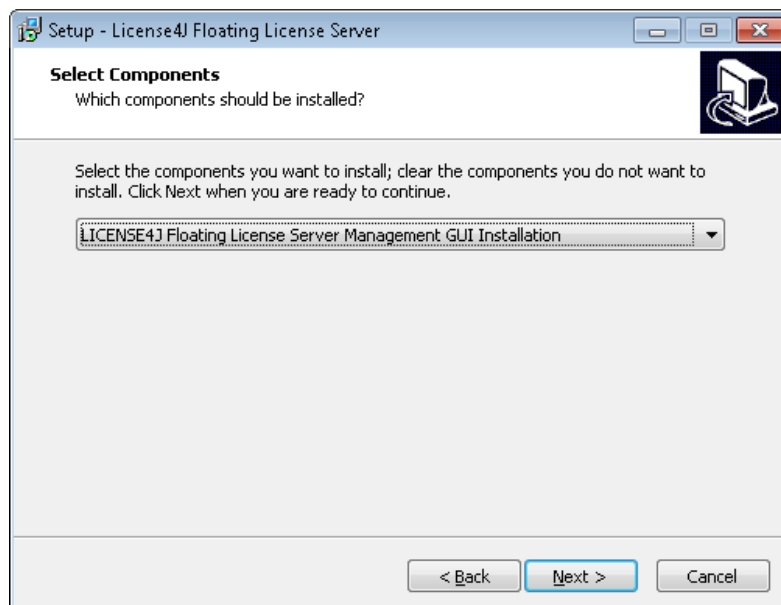 Setup - License4J Floating License Server
Select Components
Which components should be installed?
Select the components you want to install; clear the components you do not want to
install. Click Next when you are ready to continue.
LICENSE4J Floating License Server Management GUI Installation
< Back
Next >
Cancel